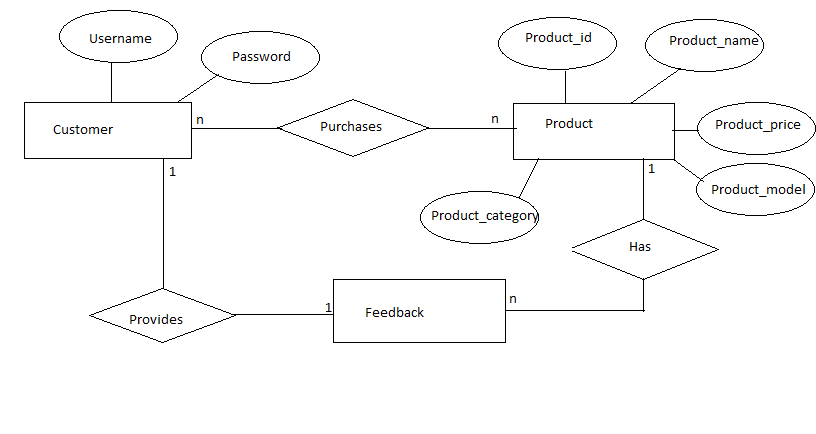 Username
Password
Product_id
Product_name
Customer
n
Purchases
n
Product
Product_price
1
1
Product_model
Product_category
Has
Provides
1
Feedback
n